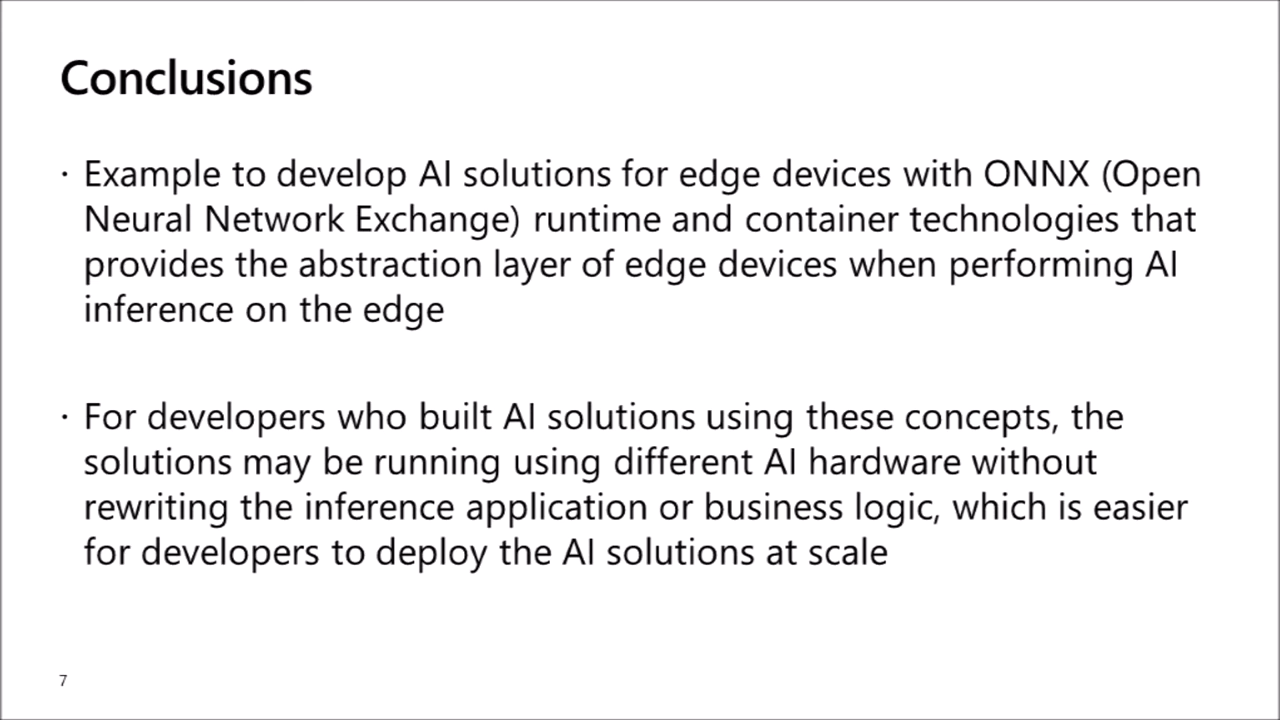 Conclusions
· Example to develop AI solutions for edge devices with ONNX (Open
Neural Network Exchange) runtime and container technologies that
provides the abstraction layer of edge devices when performing AI
inference on the edge
· For developers who built AI solutions using these concepts, the
solutions may be running using different AI hardware without
rewriting the inference application or business logic, which is easier
for developers to deploy the AI solutions at scale
7